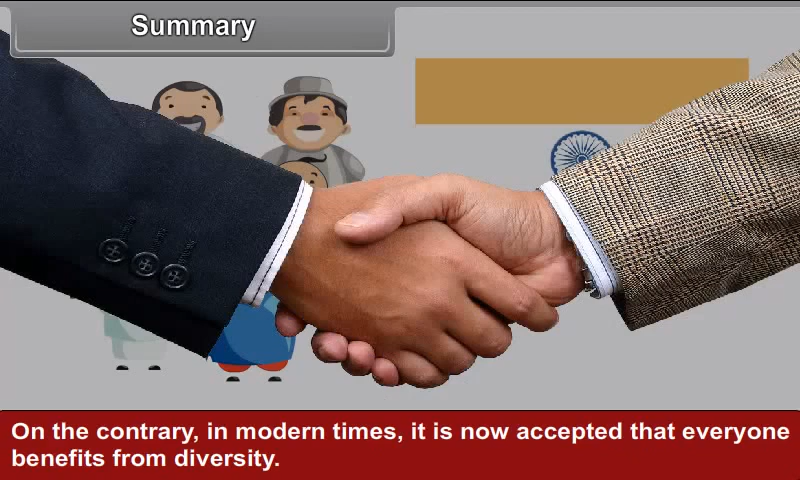 Summary
On the contrary, in modern times, it is now accepted that everyone
benefits from diversity.